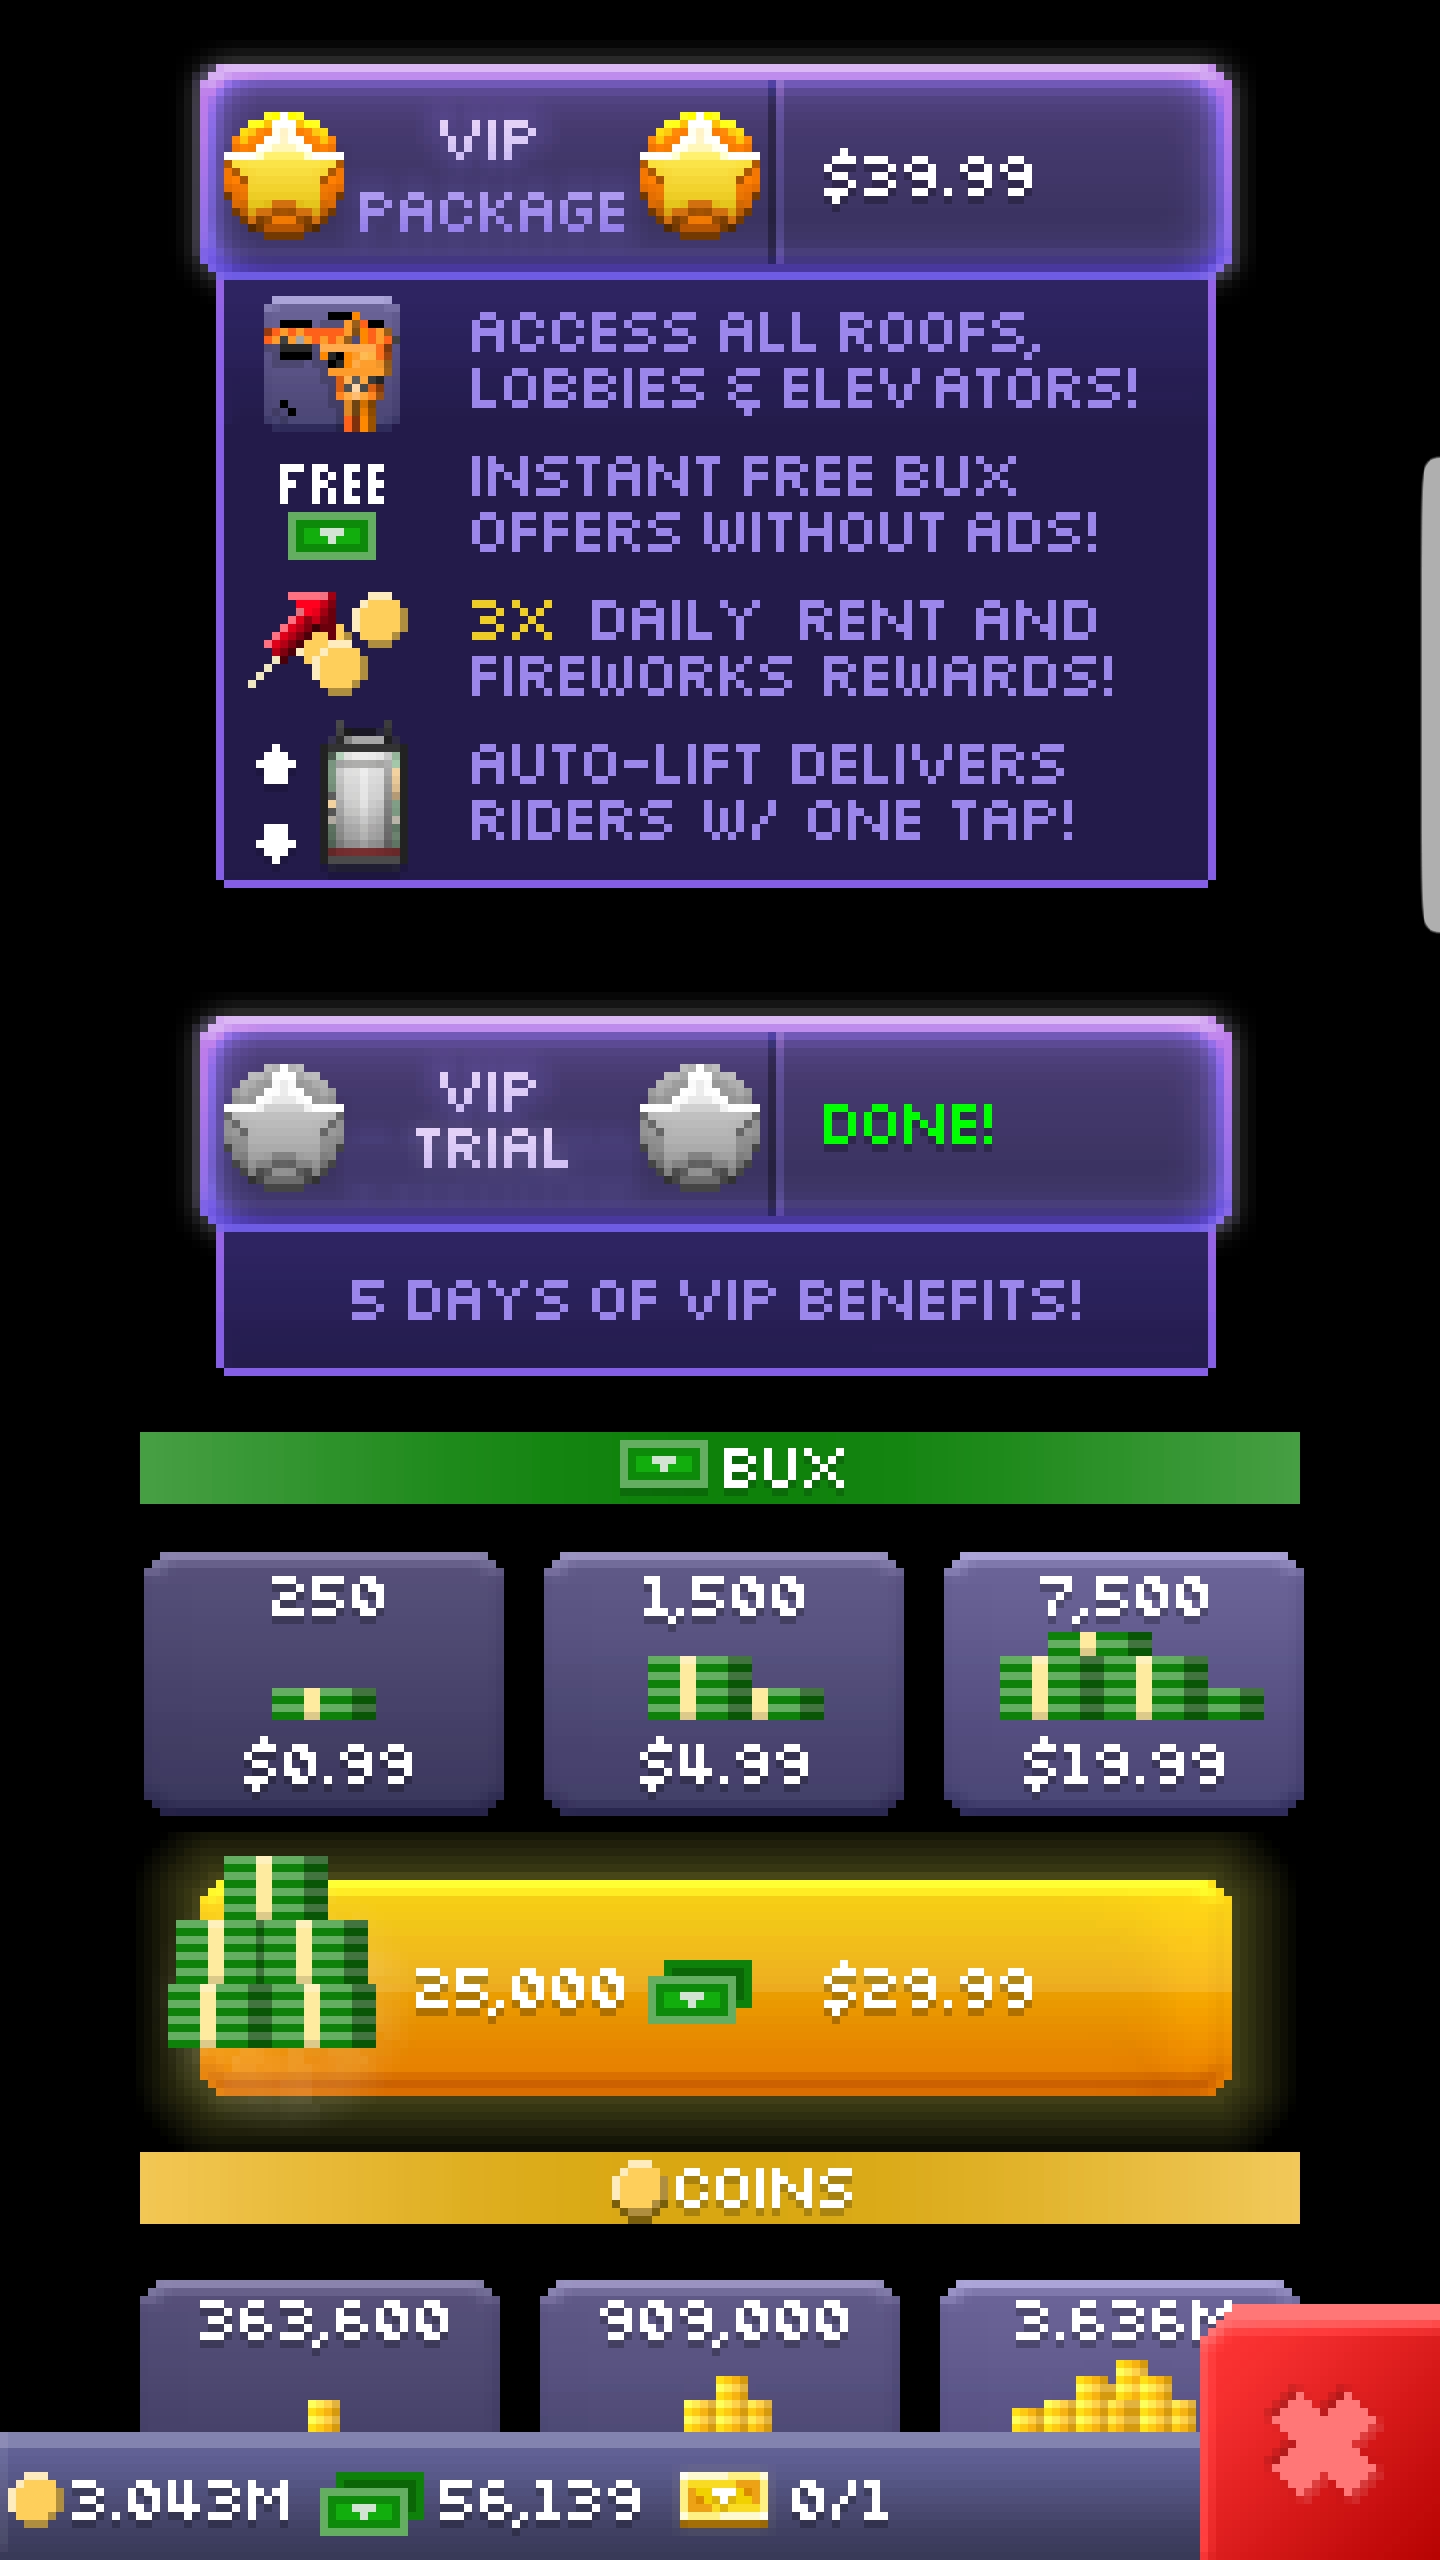 VIP
PACKAGE
$39.99
ACCESS ALL ROOFS,
LOBBIES & ELEVATORS!
FREE
INSTANT FREE BUX
OFFERS WITHOUT ADS!
3X DAILY RENT AND
FIREWORKS REWARDS!
AUTO-LIFT DELIVERS
RIDERS W/ ONE TAP!
VIP
TRIAL
DONE!
5 DAYS OF VIP BENEFITS!
BUX
250
1,500
7,500
$0.99
$4.99
$19.99
25,000
$29.99
COINS
363,600
909,000
3.636M
3.043M
56,139
0/1